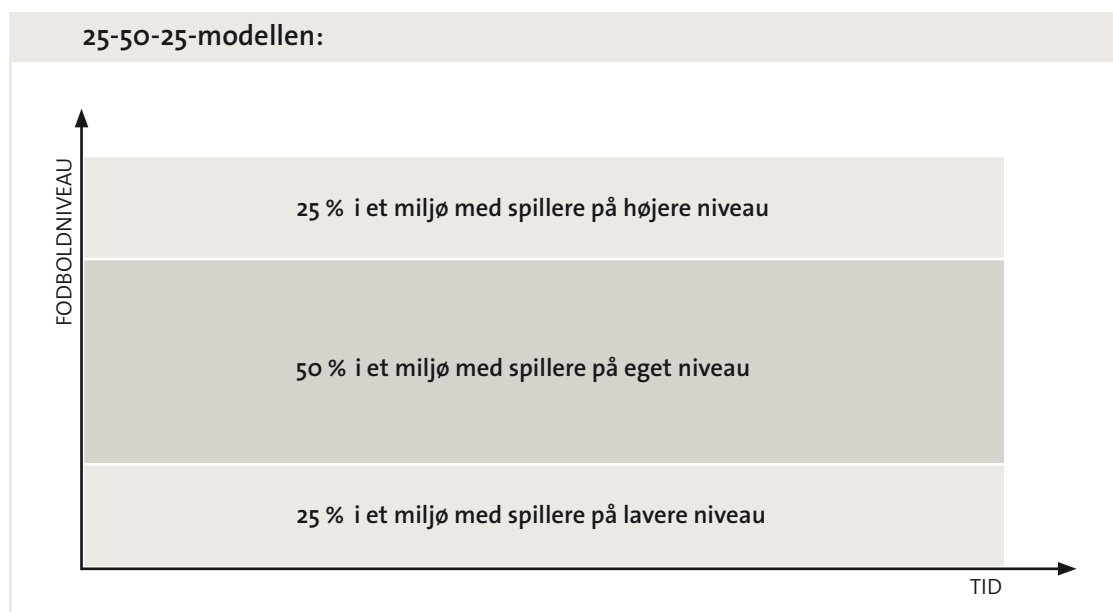 25-50-25-modellen:
FODBOLDNIVEAU
25 % i et miljø med spillere på højere niveau
50 % i et miljø med spillere på eget niveau
25 % i et miljø med spillere på lavere niveau
TID